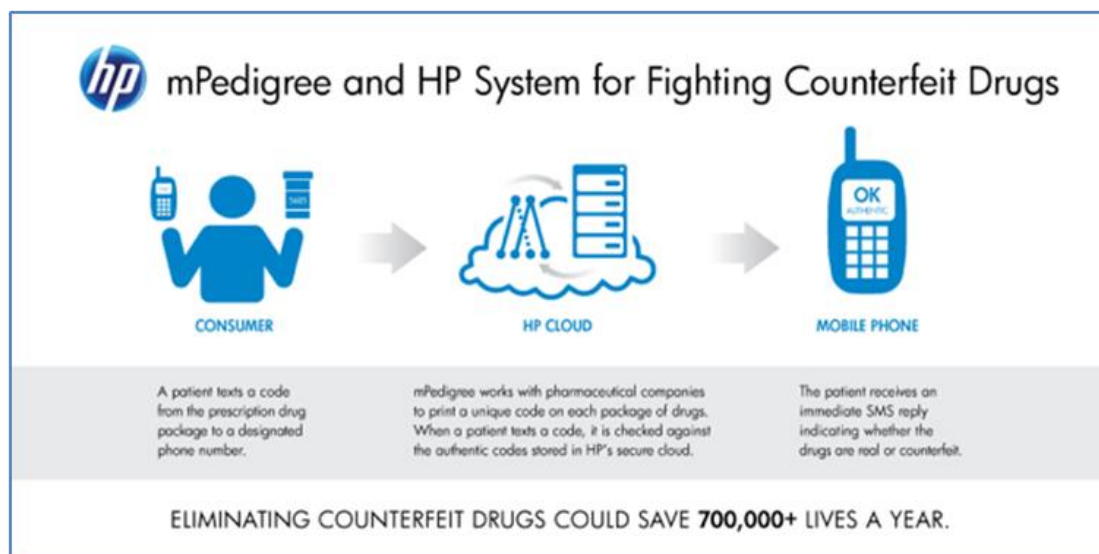 hp mPedigree and HP System for Fighting Counterfeit Drugs
OK
AUTHENTIC
CONSUMER
HP CLOUD
MOBILE PHONE
A patient texts a code
from the prescription drug
package to a designated
phone number.
mPedigree works with pharmaceutical companies
to print a unique code on each package of drugs.
When a patient texts a code, it is checked against
the authentic codes stored in HP's secure cloud.
The patient receives an
immediate SMS reply
indicating whether the
drugs are real or counterfeit.
ELIMINATING COUNTERFEIT DRUGS COULD SAVE 700,000+ LIVES A YEAR.